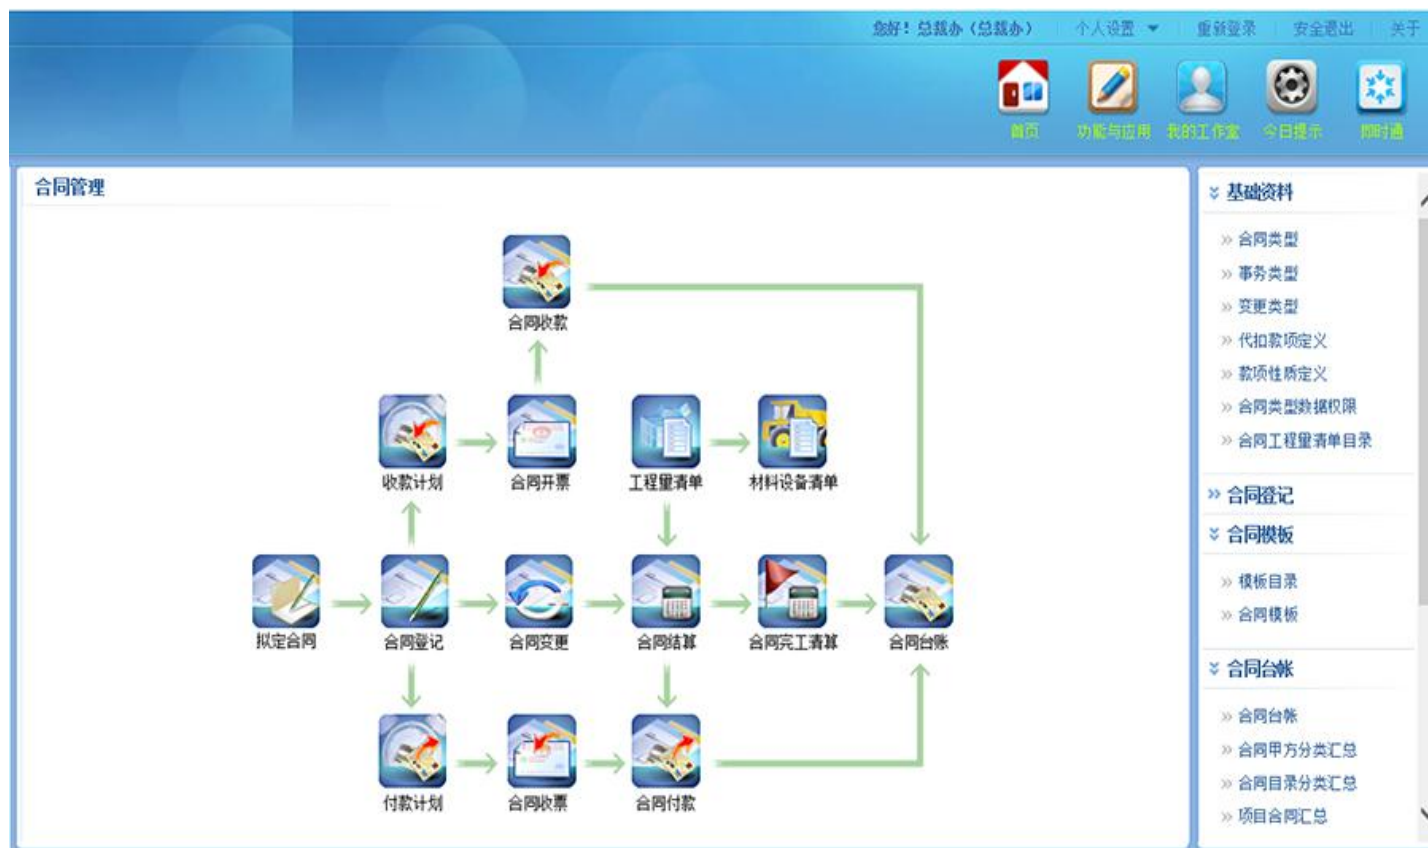 您好！总裁办（总裁办） 个人设置 重新登录 安全退出 关于
首页 功能与应用 我的工作室 今日提示 即时通
合同管理
合同收款
收款计划 合同开票 工程量清单 材料设备清单
拟定合同 合同登记 合同变更 合同结算 合同完工清算 合同台账
付款计划 合同收票 合同付款
基础资料
合同类型
事务类型
变更类型
代扣款项定义
款项性质定义
合同类型数据权限
合同工程量清单目录
合同登记
合同模板
模板目录
合同模板
合同台帐
合同台帐
合同甲方分类汇总
合同目录分类汇总
项目合同汇总